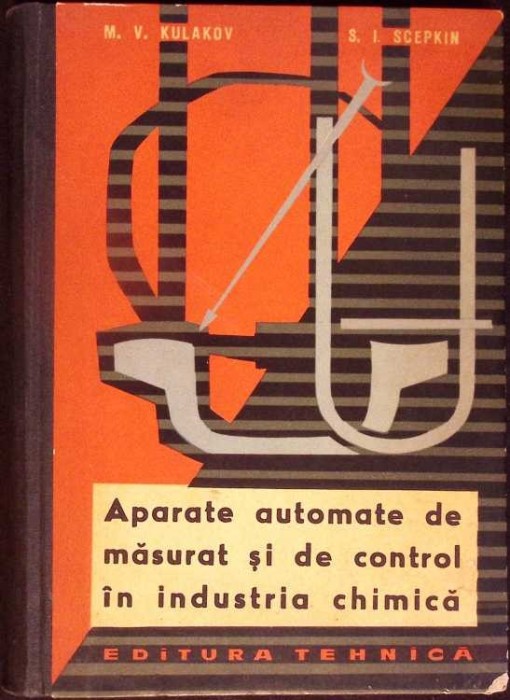 M. V. KULAKOV
S. I. SCEPKIN
Aparate automate de
măsurat și de control
în industria chimică
EDITURA TEHNICĂ